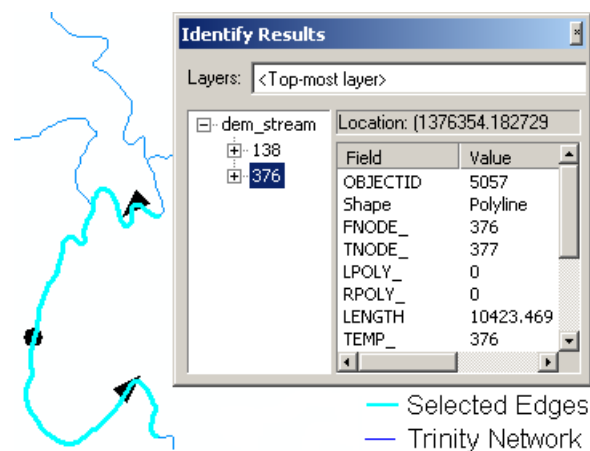 Identify Results
Layers: <Top-most layer>
dem_stream
138
376
Location: (1376354.182729
Field Value
OBJECTID 5057
Shape Polyline
FNODE_ 376
TNODE_ 377
LPOLY_ 0
RPOLY_ 0
LENGTH 10423.469
TEMP_ 376
Selected Edges
Trinity Network